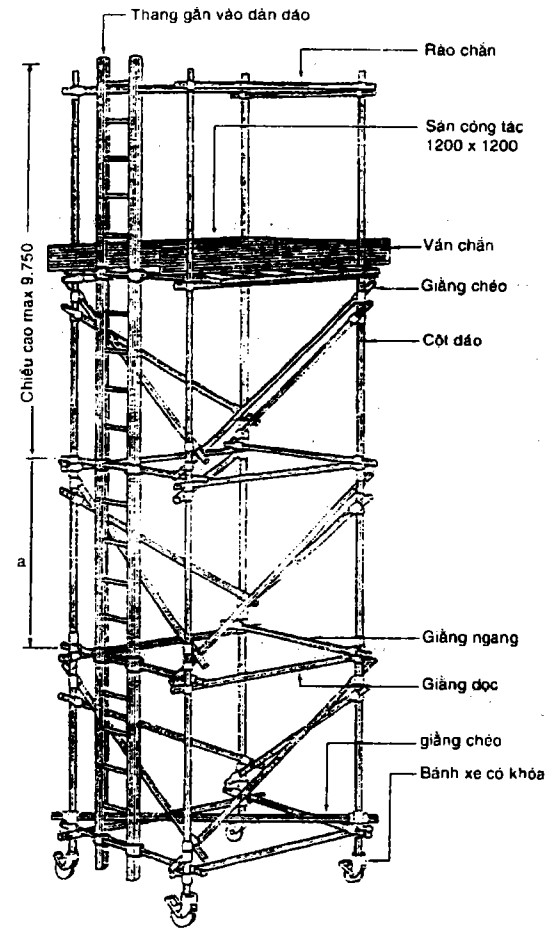 Thang gắn vào dàn dáo
Rào chắn
Sàn công tác
1200 x 1200
Ván chắn
Giằng chéo
Cột dáo
Chiều cao max 9.750
a
Giằng ngang
Giằng dọc
giằng chéo
Bánh xe có khóa